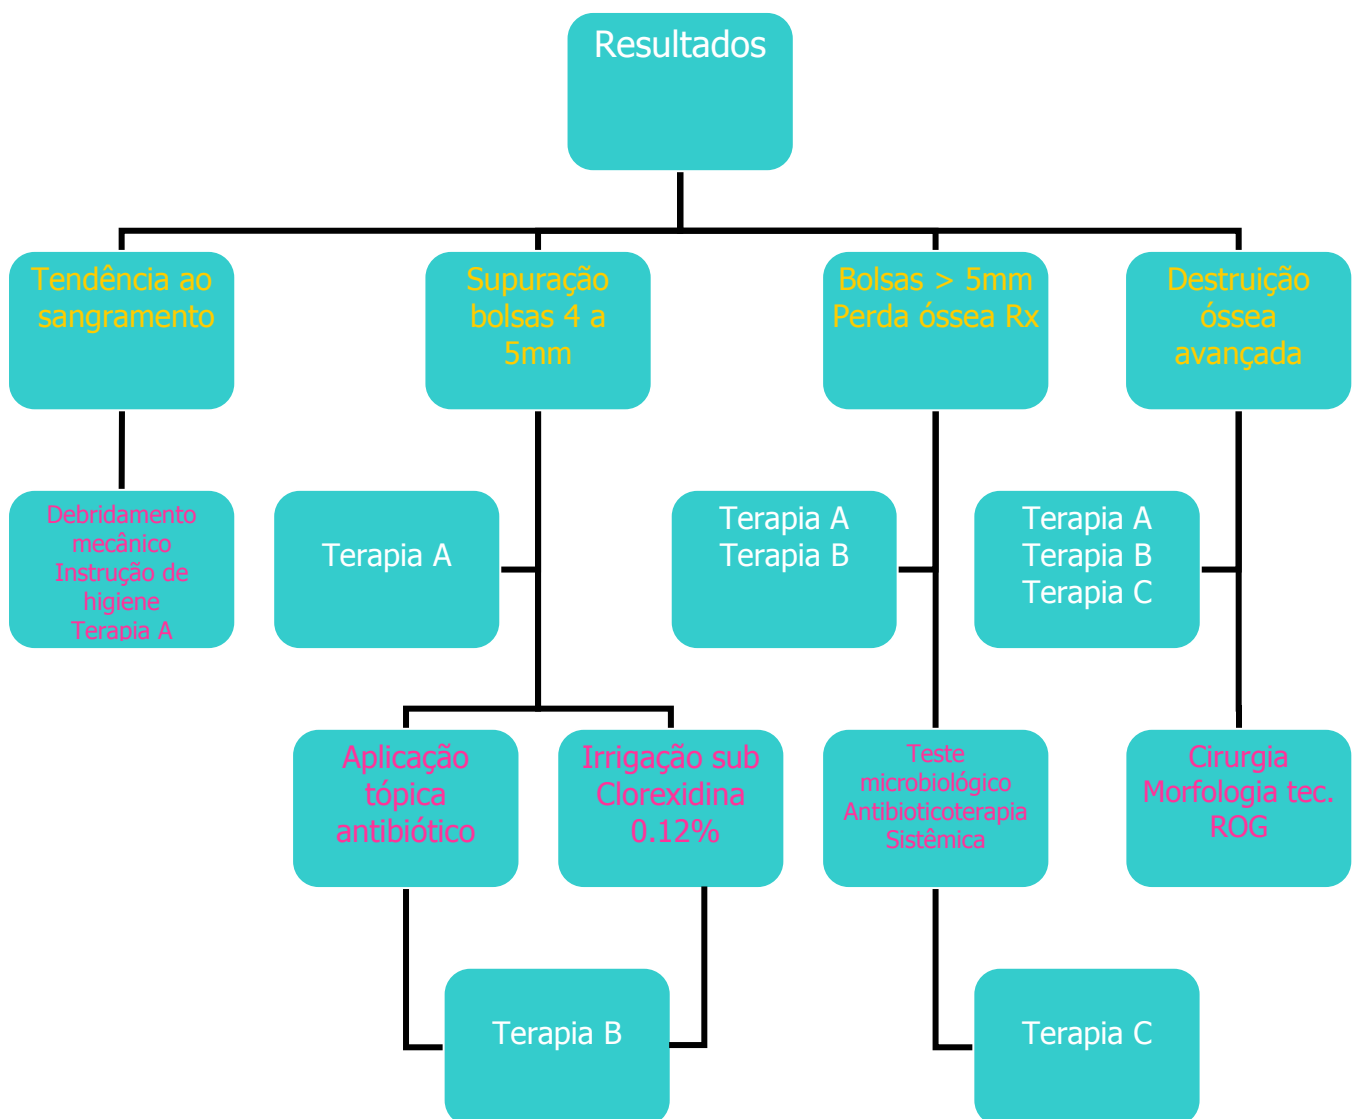 Resultados
Tendência ao
sangramento
Supuração
bolsas 4 a
5mm
Bolsas > 5mm
Perda óssea Rx
Destruição
óssea
avançada
Debridamento
mecânico
Instrução de
higiene
Terapia A
Terapia A
Terapia A
Terapia B
Terapia A
Terapia B
Terapia C
Aplicação
tópica
antibiótico
Irrigação sub
Clorexidina
0.12%
Teste
microbiológico
Antibioticoterapia
Sistêmica
Cirurgia
Morfologia tec.
ROG
Terapia B
Terapia C